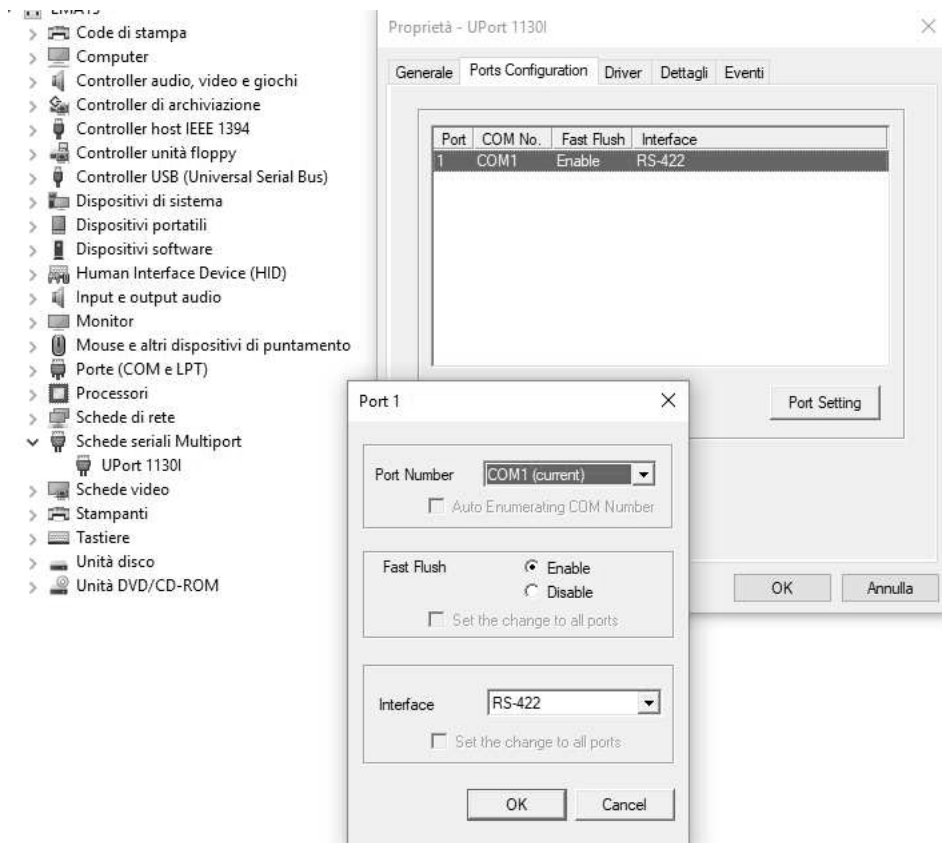 Code di stampa
Computer
Controller audio, video e giochi
Controller di archiviazione
Controller host IEEE 1394
Controller unità floppy
Controller USB (Universal Serial Bus)
Dispositivi di sistema
Dispositivi portatili
Dispositivi software
Human Interface Device (HID)
Input e output audio
Monitor
Mouse e altri dispositivi di puntamento
Porte (COM e LPT)
Processori
Schede di rete
Schede seriali Multiport
UPort 1130I
Schede video
Stampanti
Tastiere
Unità disco
Unità DVD/CD-ROM
Proprietà - UPort 1130I
Generale Ports Configuration Driver Dettagli Eventi
Port COM No. Fast Flush Interface
1 COM1 Enable RS-422
Port Setting
OK Annulla
Port 1
Port Number COM1 (current)
Auto Enumerating COM Number
Fast Flush Enable
Disable
Set the change to all ports
Interface RS-422
Set the change to all ports
OK Cancel